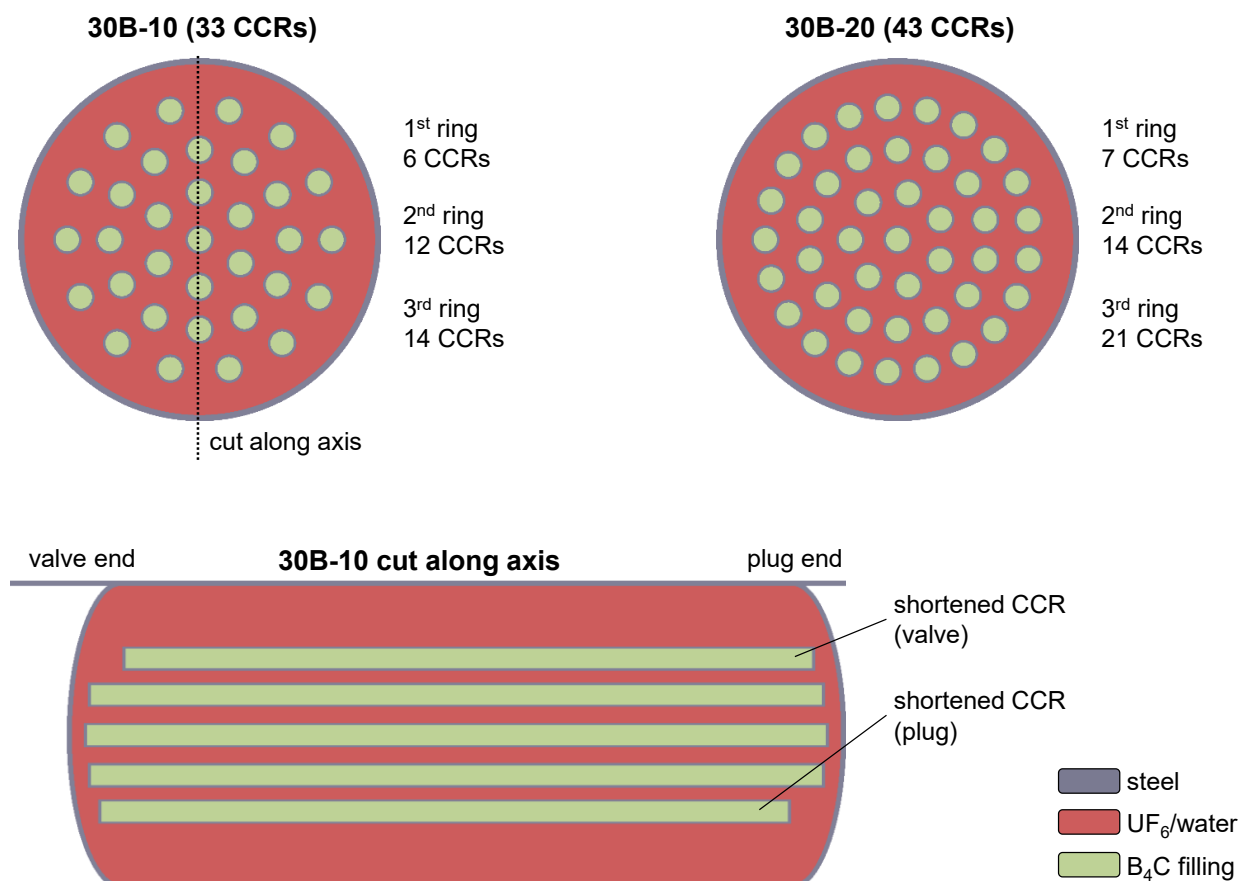 30B-10 (33 CCRs)
1st ring
6 CCRs
2nd ring
12 CCRs
3rd ring
14 CCRs
cut along axis
30B-20 (43 CCRs)
1st ring
7 CCRs
2nd ring
14 CCRs
3rd ring
21 CCRs
valve end
30B-10 cut along axis
plug end
shortened CCR
(valve)
shortened CCR
(plug)
steel
UF₆/water
B₄C filling